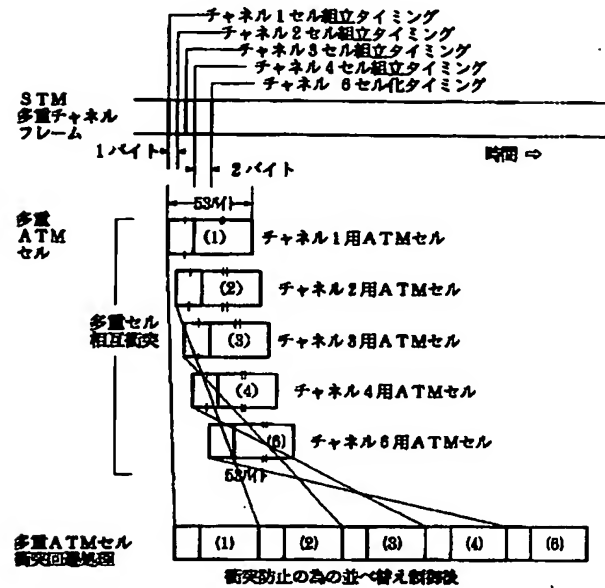 チャネル1セル組立タイミング
チャネル2セル組立タイミング
チャネル3セル組立タイミング
チャネル4セル組立タイミング
チャネル 6セル化タイミング
STM
多重チャネル
フレーム
1バイト
2バイト
時間 ⇨
53バイト
多重
ATM
セル
(1) チャネル1用ATMセル
(2) チャネル2用ATMセル
多重セル
相互衝突
(3) チャネル3用ATMセル
(4) チャネル4用ATMセル
(6) チャネル6用ATMセル
53バイト
多重ATMセル
衝突回避処理
(1) (2) (3) (4) (6)
衝突防止の為の並べ替え制御後